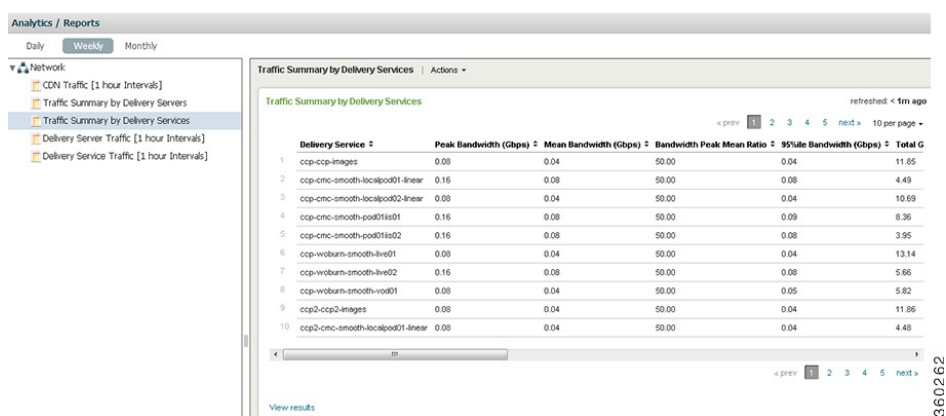 Analytics / Reports
Daily Weekly Monthly
Network
CDN Traffic [1 hour Intervals]
Traffic Summary by Delivery Servers
Traffic Summary by Delivery Services
Delivery Server Traffic [1 hour Intervals]
Delivery Service Traffic [1 hour Intervals]
Traffic Summary by Delivery Services | Actions
Traffic Summary by Delivery Services refreshed: < 1m ago
< prev 1 2 3 4 5 next » 10 per page
Delivery Service Peak Bandwidth (Gbps) Mean Bandwidth (Gbps) Bandwidth Peak Mean Ratio 95%ile Bandwidth (Gbps) Total G
1 ccp-ccp-images 0.08 0.04 50.00 0.04 11.85
2 ccp-cmc-smooth-localpod01-linear 0.16 0.08 50.00 0.08 4.49
3 ccp-cmc-smooth-localpod02-linear 0.08 0.04 50.00 0.04 10.69
4 ccp-cmc-smooth-pod01iis01 0.16 0.08 50.00 0.09 8.36
5 ccp-cmc-smooth-pod01iis02 0.16 0.08 50.00 0.08 3.95
6 ccp-woburn-smooth-live01 0.08 0.04 50.00 0.04 13.14
7 ccp-woburn-smooth-live02 0.16 0.08 50.00 0.08 5.66
8 ccp-woburn-smooth-vod01 0.08 0.04 50.00 0.05 5.82
9 ccp2-ccp2-images 0.08 0.04 50.00 0.04 11.86
10 ccp2-cmc-smooth-localpod01-linear 0.08 0.04 50.00 0.04 4.48
< prev 1 2 3 4 5 next »
View results
360262